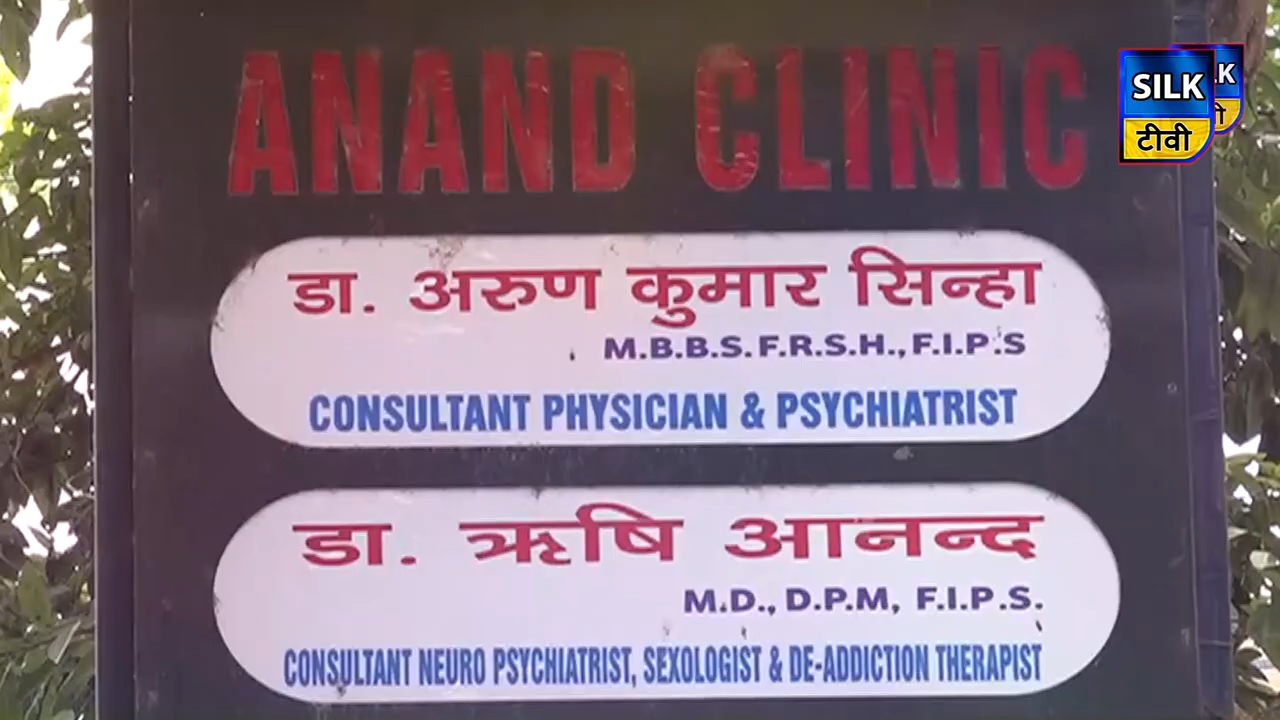 ANAND CLINIC
SILK
टीवी
डा. अरुण कुमार सिन्हा
M.B.B.S. F.R.S.H., F.I.P.S
CONSULTANT PHYSICIAN & PSYCHIATRIST
डा. ऋषि आनन्द
M.D., D.P.M, F.I.P.S.
CONSULTANT NEURO PSYCHIATRIST, SEXOLOGIST & DE-ADDICTION THERAPIST